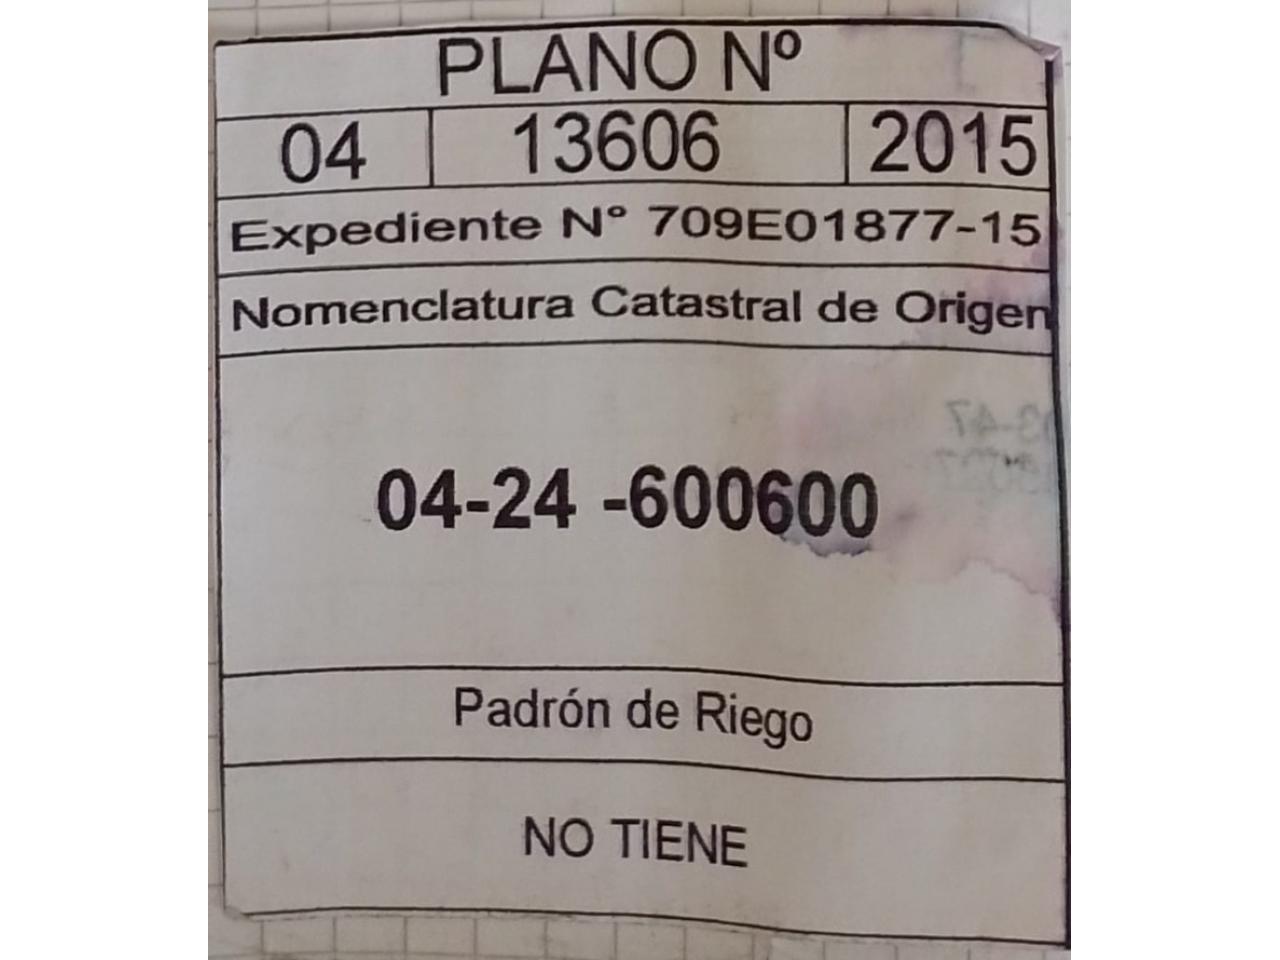 PLANO Nº
04 13606 2015
Expediente N° 709E01877-15
Nomenclatura Catastral de Origen
04-24 -600600
Padrón de Riego
NO TIENE